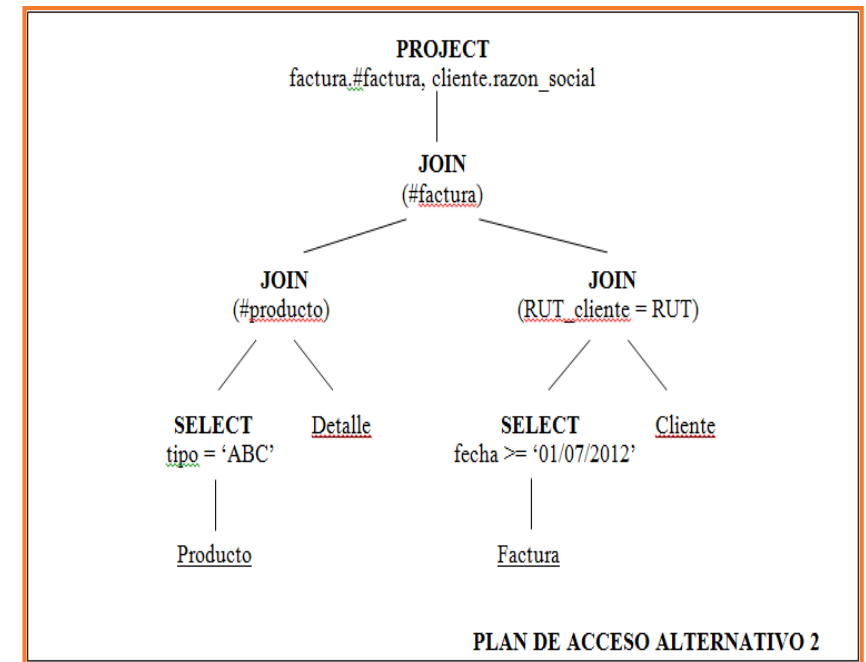 PROJECT
factura.#factura, cliente.razon_social
JOIN
(#factura)
JOIN
(#producto)
JOIN
(RUT_cliente = RUT)
SELECT
tipo = ‘ABC’
Detalle
SELECT
fecha >= ‘01/07/2012’
Cliente
Producto
Factura
PLAN DE ACCESO ALTERNATIVO 2